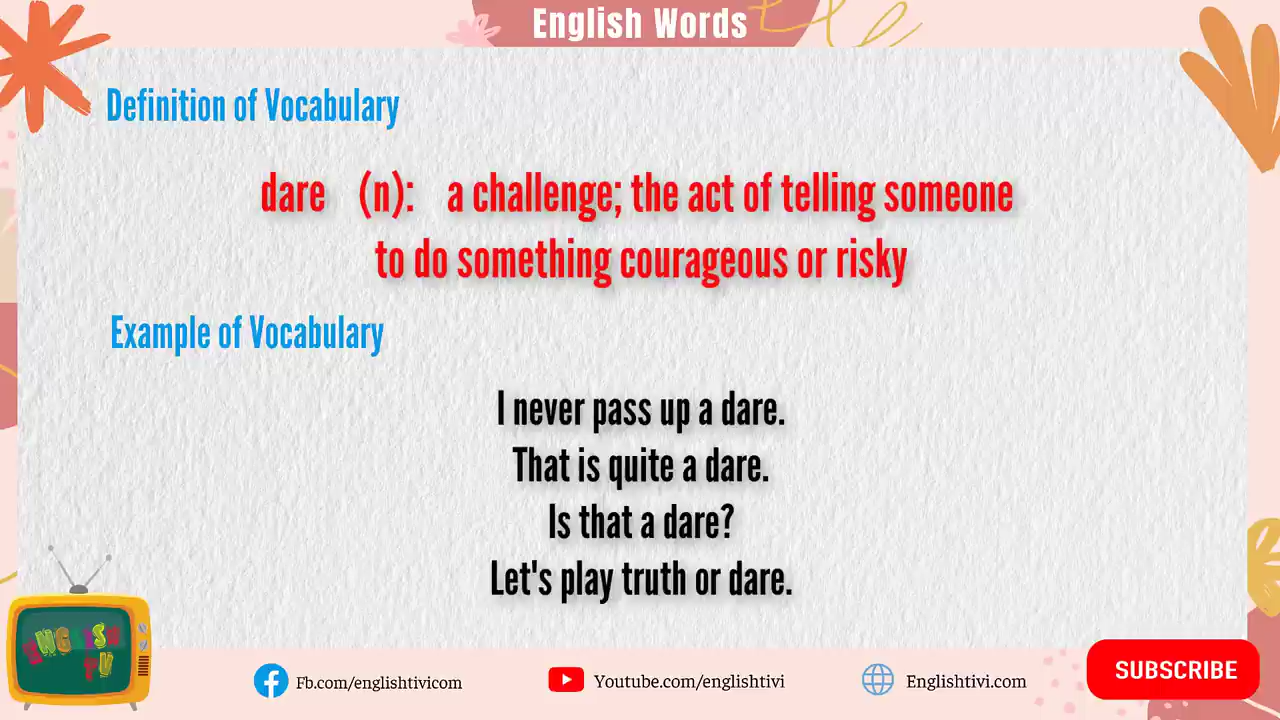 English Words
Definition of Vocabulary
dare (n): a challenge; the act of telling someone
to do something courageous or risky
Example of Vocabulary
I never pass up a dare.
That is quite a dare.
Is that a dare?
Let's play truth or dare.
ENGLISH
TV
Fb.com/englishtivicom
Youtube.com/englishtivi
Englishtivi.com
SUBSCRIBE